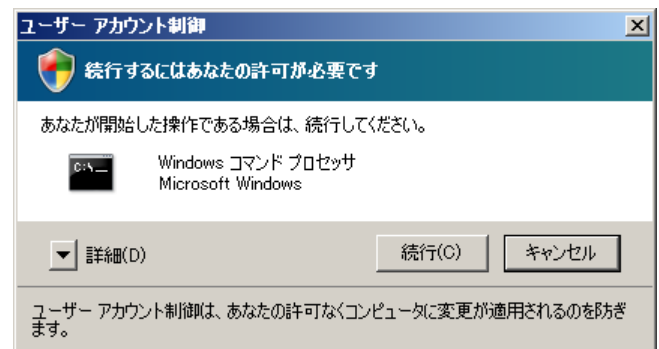 ユーザー アカウント制御
続行するにはあなたの許可が必要です
あなたが開始した操作である場合は、続行してください。
C:\_
Windows コマンド プロセッサ
Microsoft Windows
詳細(D)
続行(C)
キャンセル
ユーザー アカウント制御は、あなたの許可なくコンピュータに変更が適用されるのを防ぎ
ます。